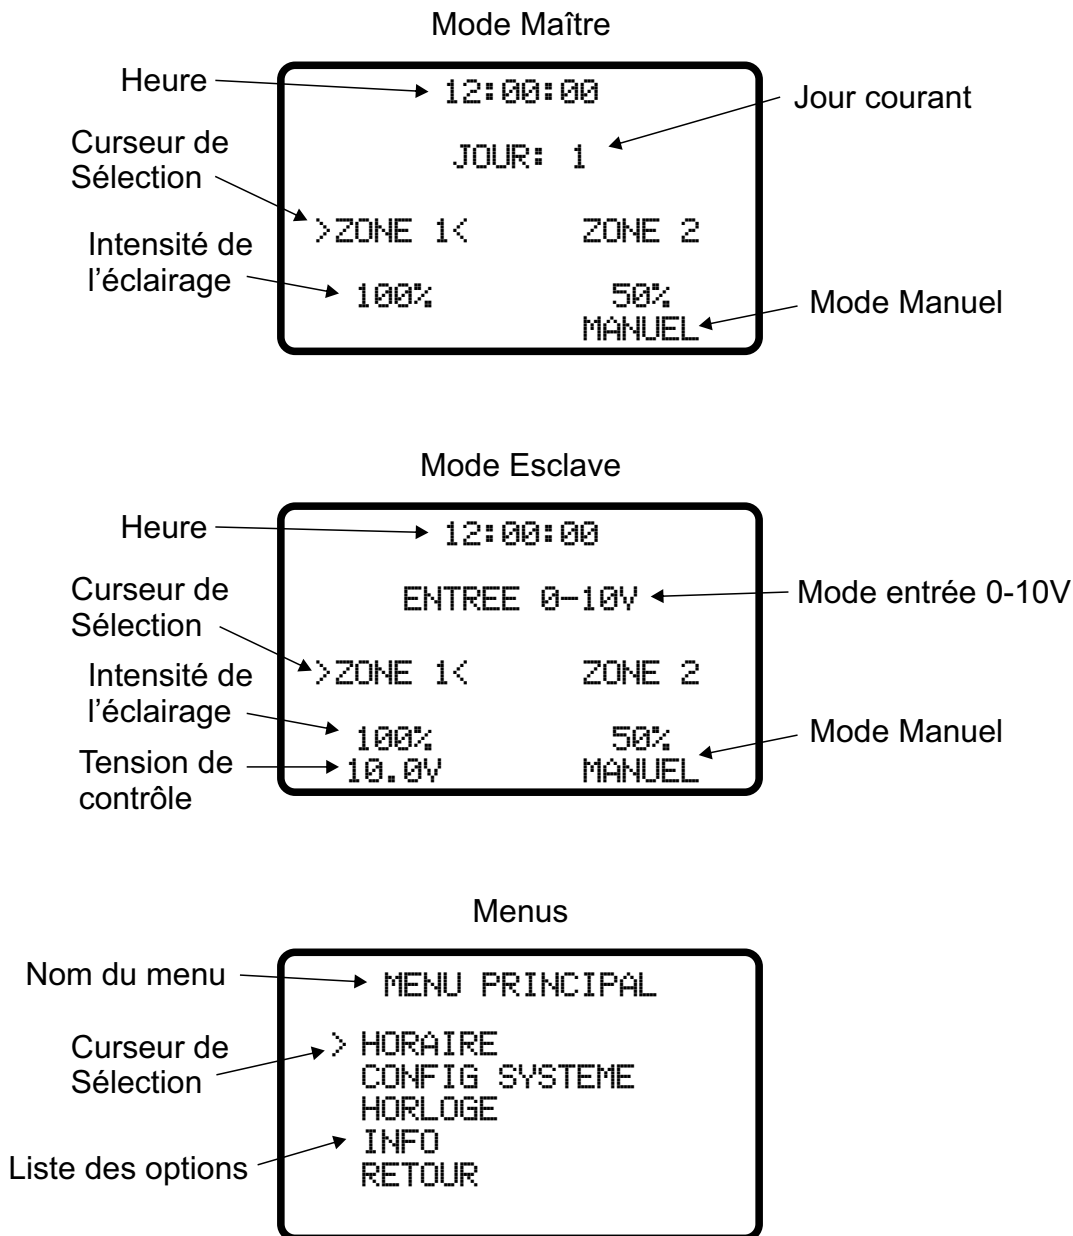 Mode Maître
Heure
12:00:00
Jour courant
JOUR: 1
Curseur de
Sélection
>ZONE 1<
ZONE 2
Intensité de
l'éclairage
100%
50%
MANUEL
Mode Manuel
Mode Esclave
Heure
12:00:00
Curseur de
Sélection
ENTREE 0-10V
Mode entrée 0-10V
>ZONE 1<
ZONE 2
Intensité de
l'éclairage
100%
50%
Mode Manuel
Tension de
contrôle
10.0V
MANUEL
Menus
Nom du menu
MENU PRINCIPAL
Curseur de
Sélection
> HORAIRE
CONFIG SYSTEME
HORLOGE
INFO
RETOUR
Liste des options